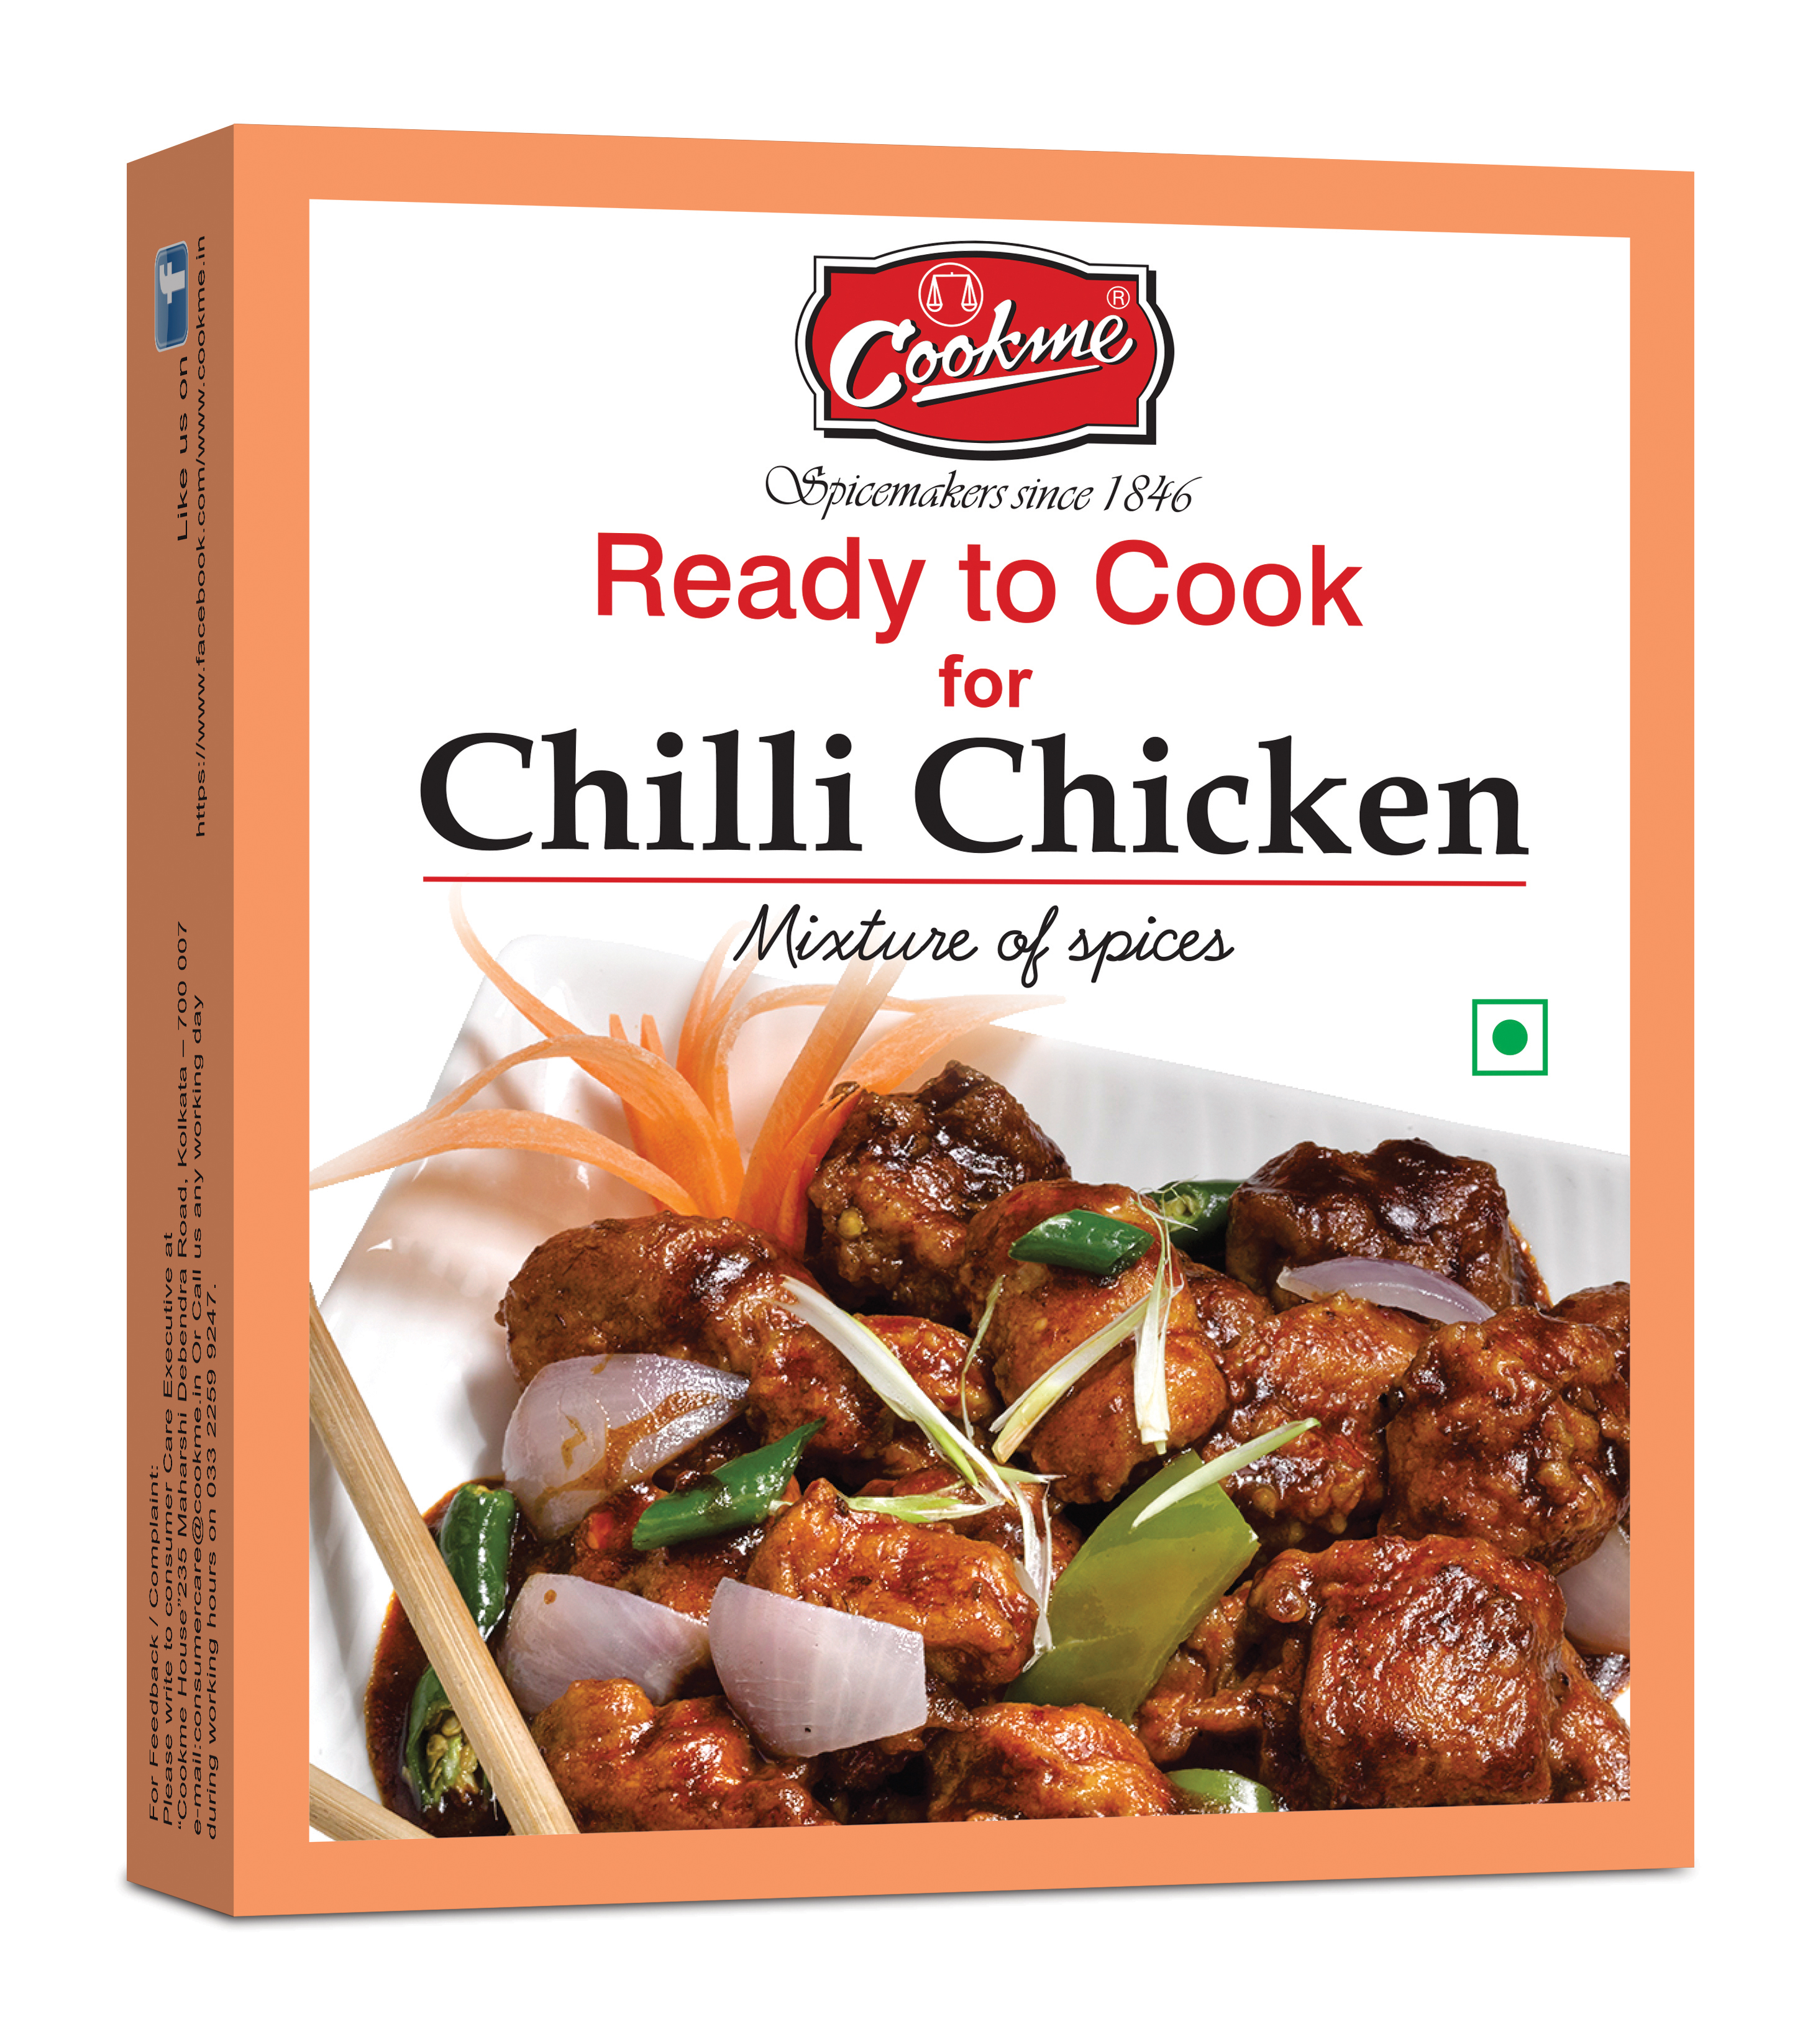 Cookme ®
Spicemakers since 1846
Ready to Cook
for
Chilli Chicken
Mixture of spices
f
Like us on
https://www.facebook.com/www.cookme.in
For Feedback / Complaint:
Please write to consumer Care Executive at
“Cookme House”235 Maharshi Debendra Road, Kolkata – 700 007
e-mail:consumercare@cookme.in Or Call us any working day
during working hours on 033 2259 9247.